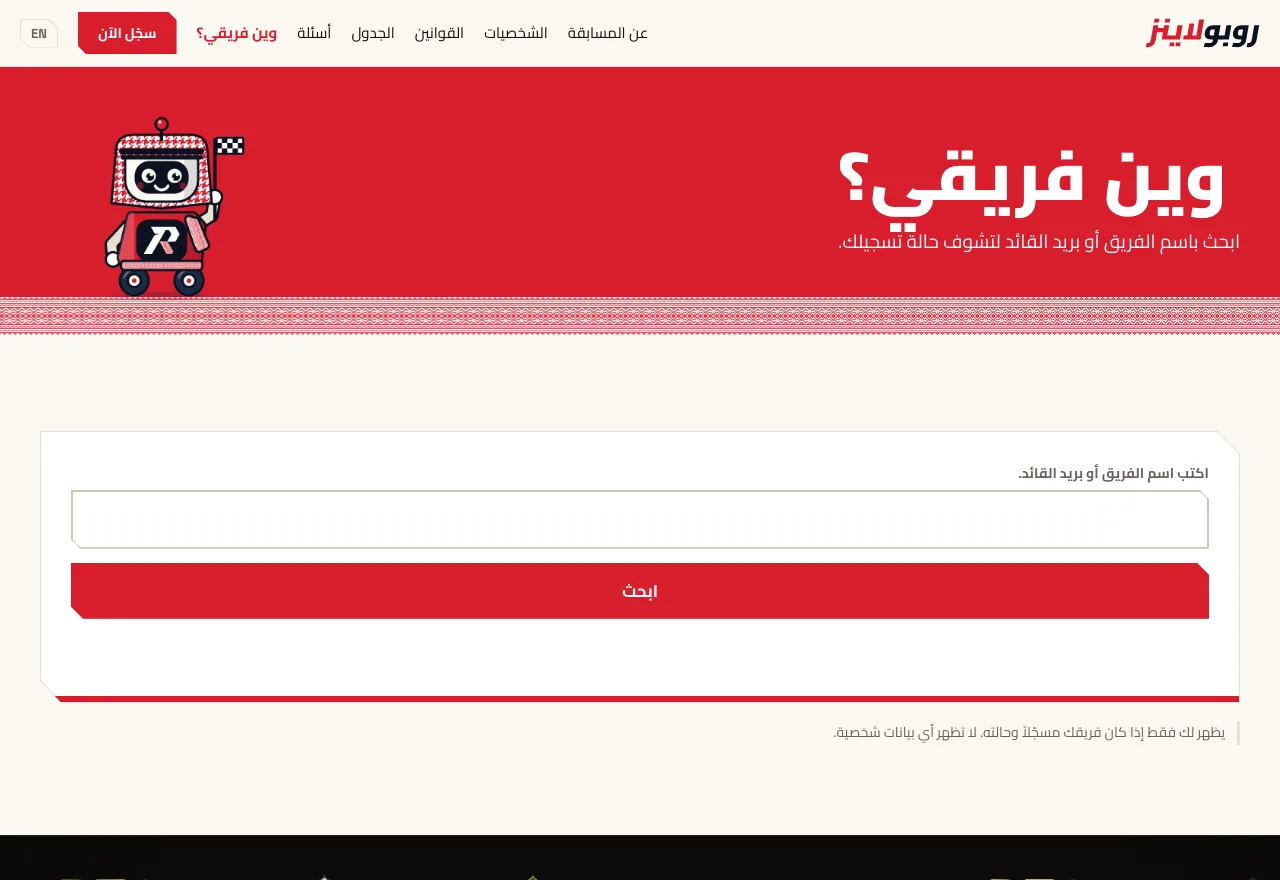 روبولاينز
عن المسابقة
الشخصيات
القوانين
الجدول
أسئلة
وين فريقي؟
سجّل الآن
EN
وين فريقي؟
ابحث باسم الفريق أو بريد القائد لتشوف حالة تسجيلك.
R
اكتب اسم الفريق أو بريد القائد.
ابحث
يظهر لك فقط إذا كان فريقك مسجّلاً وحالته. لا تظهر أي بيانات شخصية.